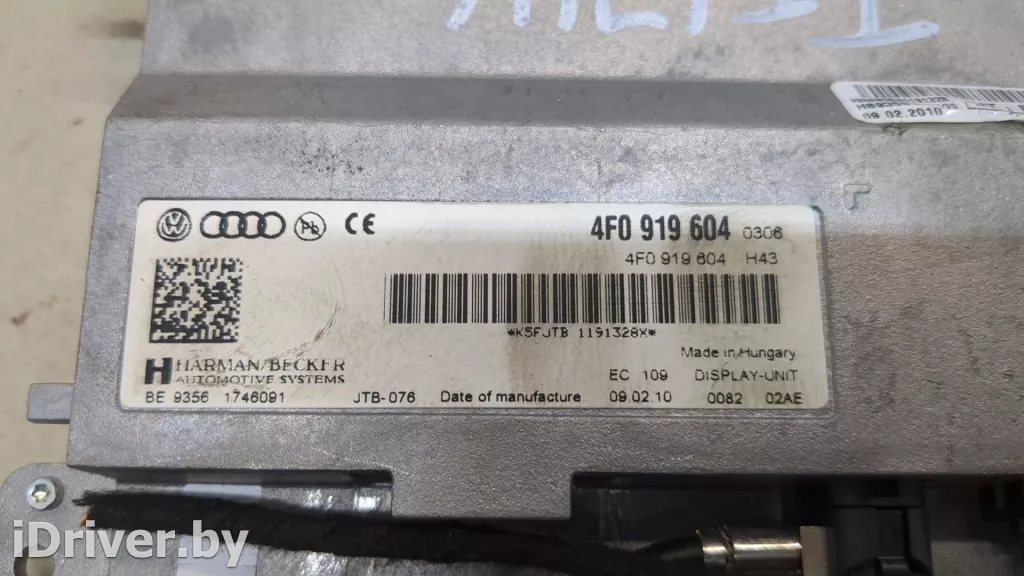 09.02.2010
4F0 919 604 0306
4F0 919 604 H43
*K5FJTB 1191328X*
Made in Hungary
HARMAN/BECKER
AUTOMOTIVE SYSTEMS
EC 109 DISPLAY-UNIT
BE 9356 1746091 JTB-076 Date of manufacture 09.02.10 0082 02AE
iDriver.by